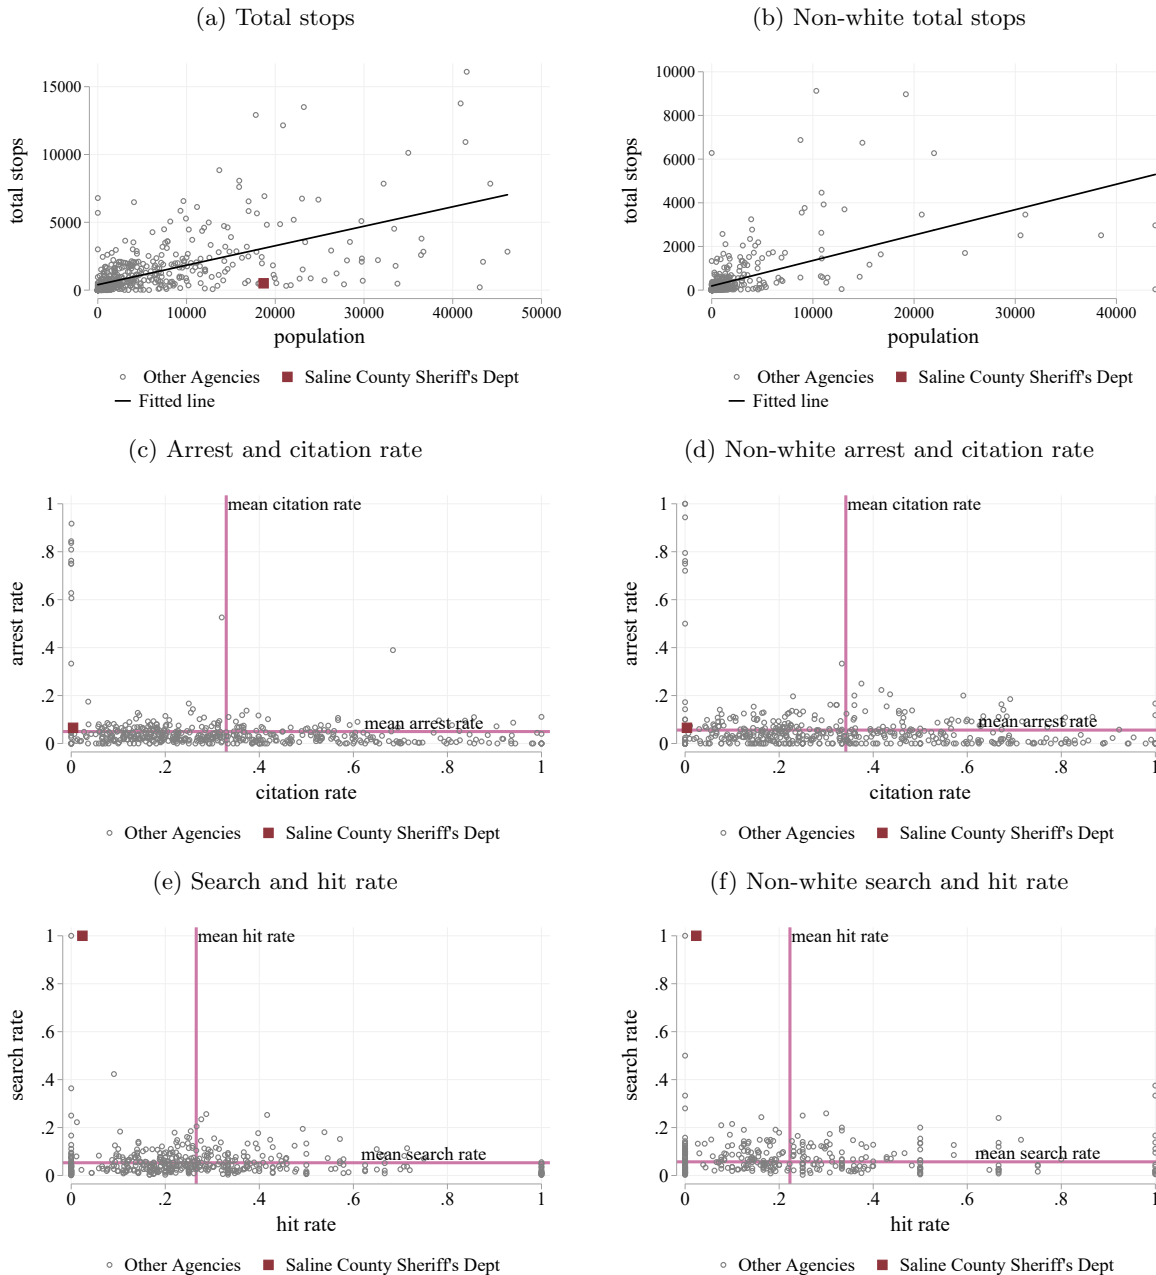 (a) Total stops
(b) Non-white total stops
total stops
15000
10000
5000
0
0 10000 20000 30000 40000 50000
population
○ Other Agencies ■ Saline County Sheriff's Dept
— Fitted line
total stops
10000
8000
6000
4000
2000
0
0 10000 20000 30000 40000
population
○ Other Agencies ■ Saline County Sheriff's Dept
— Fitted line
(c) Arrest and citation rate
(d) Non-white arrest and citation rate
arrest rate
1
.8
.6
.4
.2
0
mean citation rate
mean arrest rate
0 .2 .4 .6 .8 1
citation rate
○ Other Agencies ■ Saline County Sheriff's Dept
arrest rate
1
.8
.6
.4
.2
0
mean citation rate
mean arrest rate
0 .2 .4 .6 .8 1
citation rate
○ Other Agencies ■ Saline County Sheriff's Dept
(e) Search and hit rate
(f) Non-white search and hit rate
search rate
1
.8
.6
.4
.2
0
mean hit rate
mean search rate
0 .2 .4 .6 .8 1
hit rate
○ Other Agencies ■ Saline County Sheriff's Dept
search rate
1
.8
.6
.4
.2
0
mean hit rate
mean search rate
0 .2 .4 .6 .8 1
hit rate
○ Other Agencies ■ Saline County Sheriff's Dept